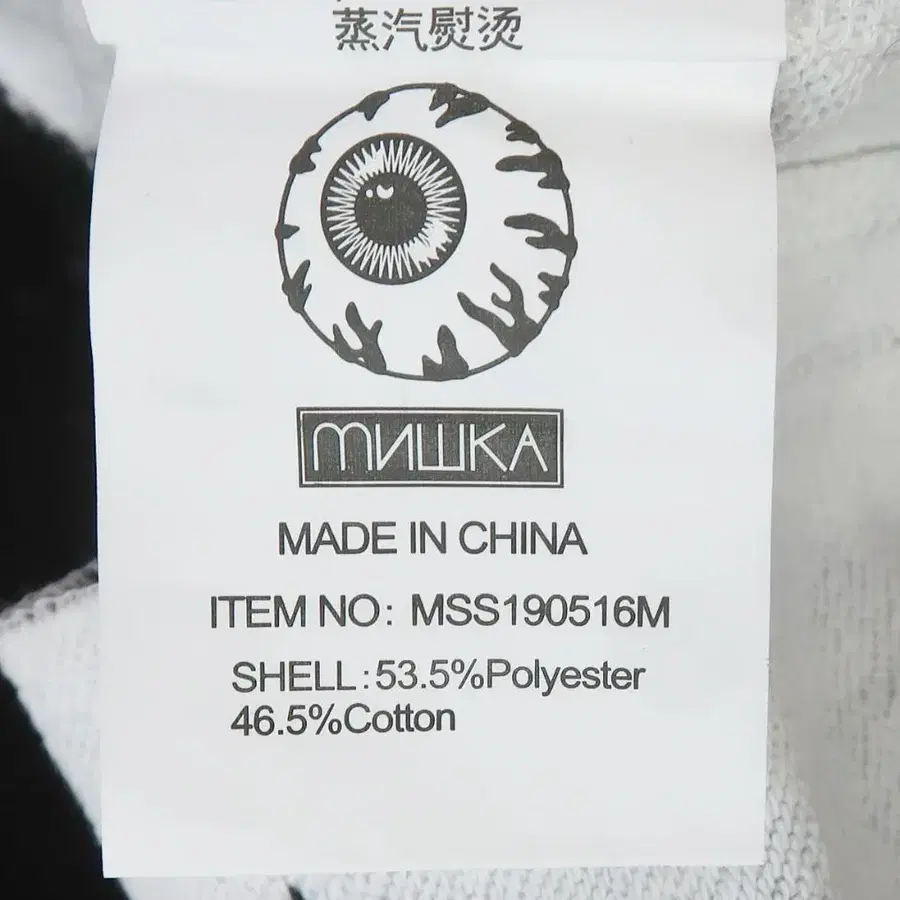 蒸汽熨烫
МИШКА
MADE IN CHINA
ITEM NO: MSS190516M
SHELL:53.5%Polyester
46.5%Cotton